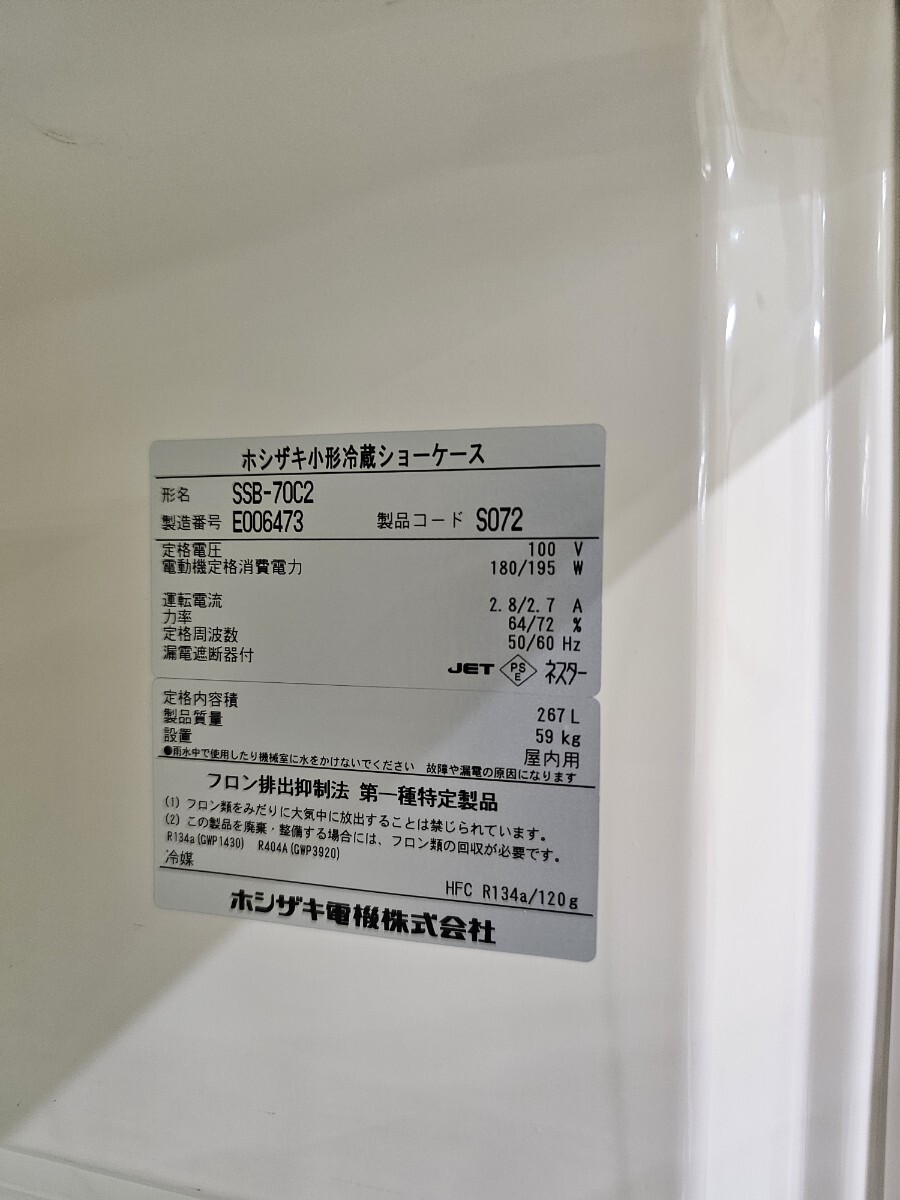 ホシザキ小形冷蔵ショーケース
形名 SSB-70C2
製造番号 E006473 製品コード S072
定格電圧 100 V
電動機定格消費電力 180/195 W
運転電流 2.8/2.7 A
力率 64/72 %
定格周波数 50/60 Hz
漏電遮断器付
JET PS E ネスター
定格内容積 267 L
製品質量 59 kg
設置 屋内用
●雨水中で使用したり機械室に水をかけないでください 故障や漏電の原因になります
フロン排出抑制法 第一種特定製品
(1) フロン類をみだりに大気中に放出することは禁じられています。
(2) この製品を廃棄・整備する場合には、フロン類の回収が必要です。
R134a(GWP1430) R404A(GWP3920)
冷媒 HFC R134a/120g
ホシザキ電機株式会社